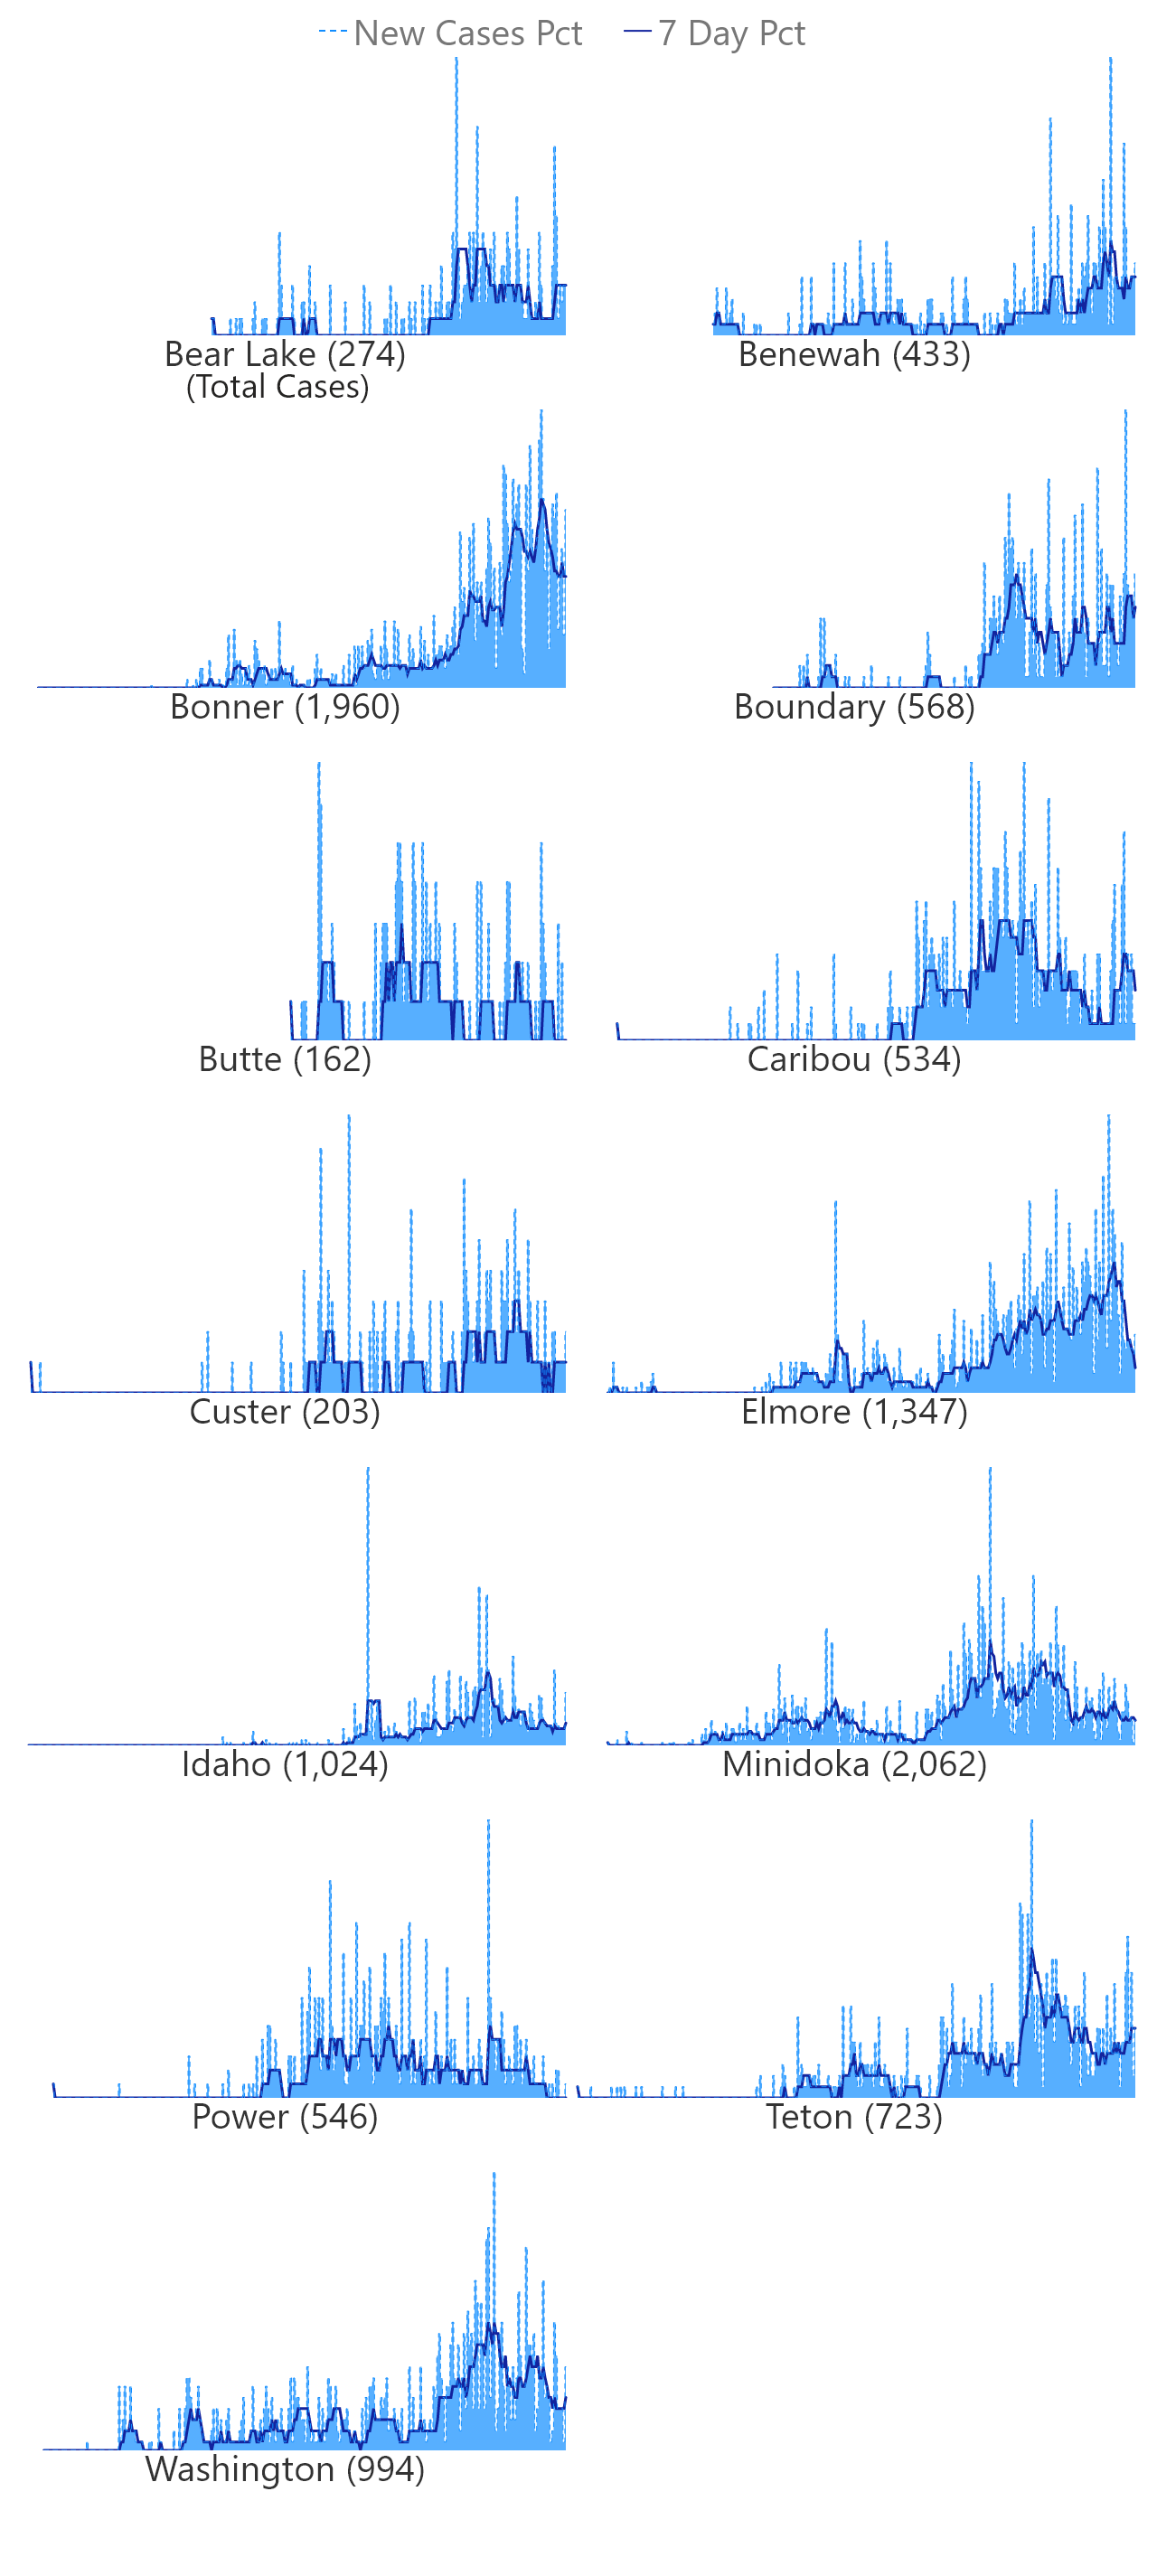 New Cases Pct 7 Day Pct
Bear Lake (274)
(Total Cases)
Benewah (433)
Bonner (1,960)
Boundary (568)
Butte (162)
Caribou (534)
Custer (203)
Elmore (1,347)
Idaho (1,024)
Minidoka (2,062)
Power (546)
Teton (723)
Washington (994)